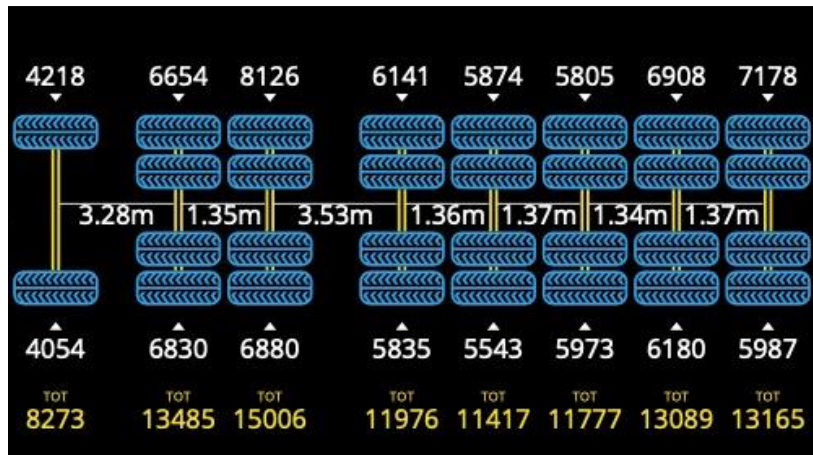 4218 6654 8126 6141 5874 5805 6908 7178
3.28m 1.35m 3.53m 1.36m 1.37m 1.34m 1.37m
4054 6830 6880 5835 5543 5973 6180 5987
TOT TOT TOT TOT TOT TOT TOT TOT
8273 13485 15006 11976 11417 11777 13089 13165